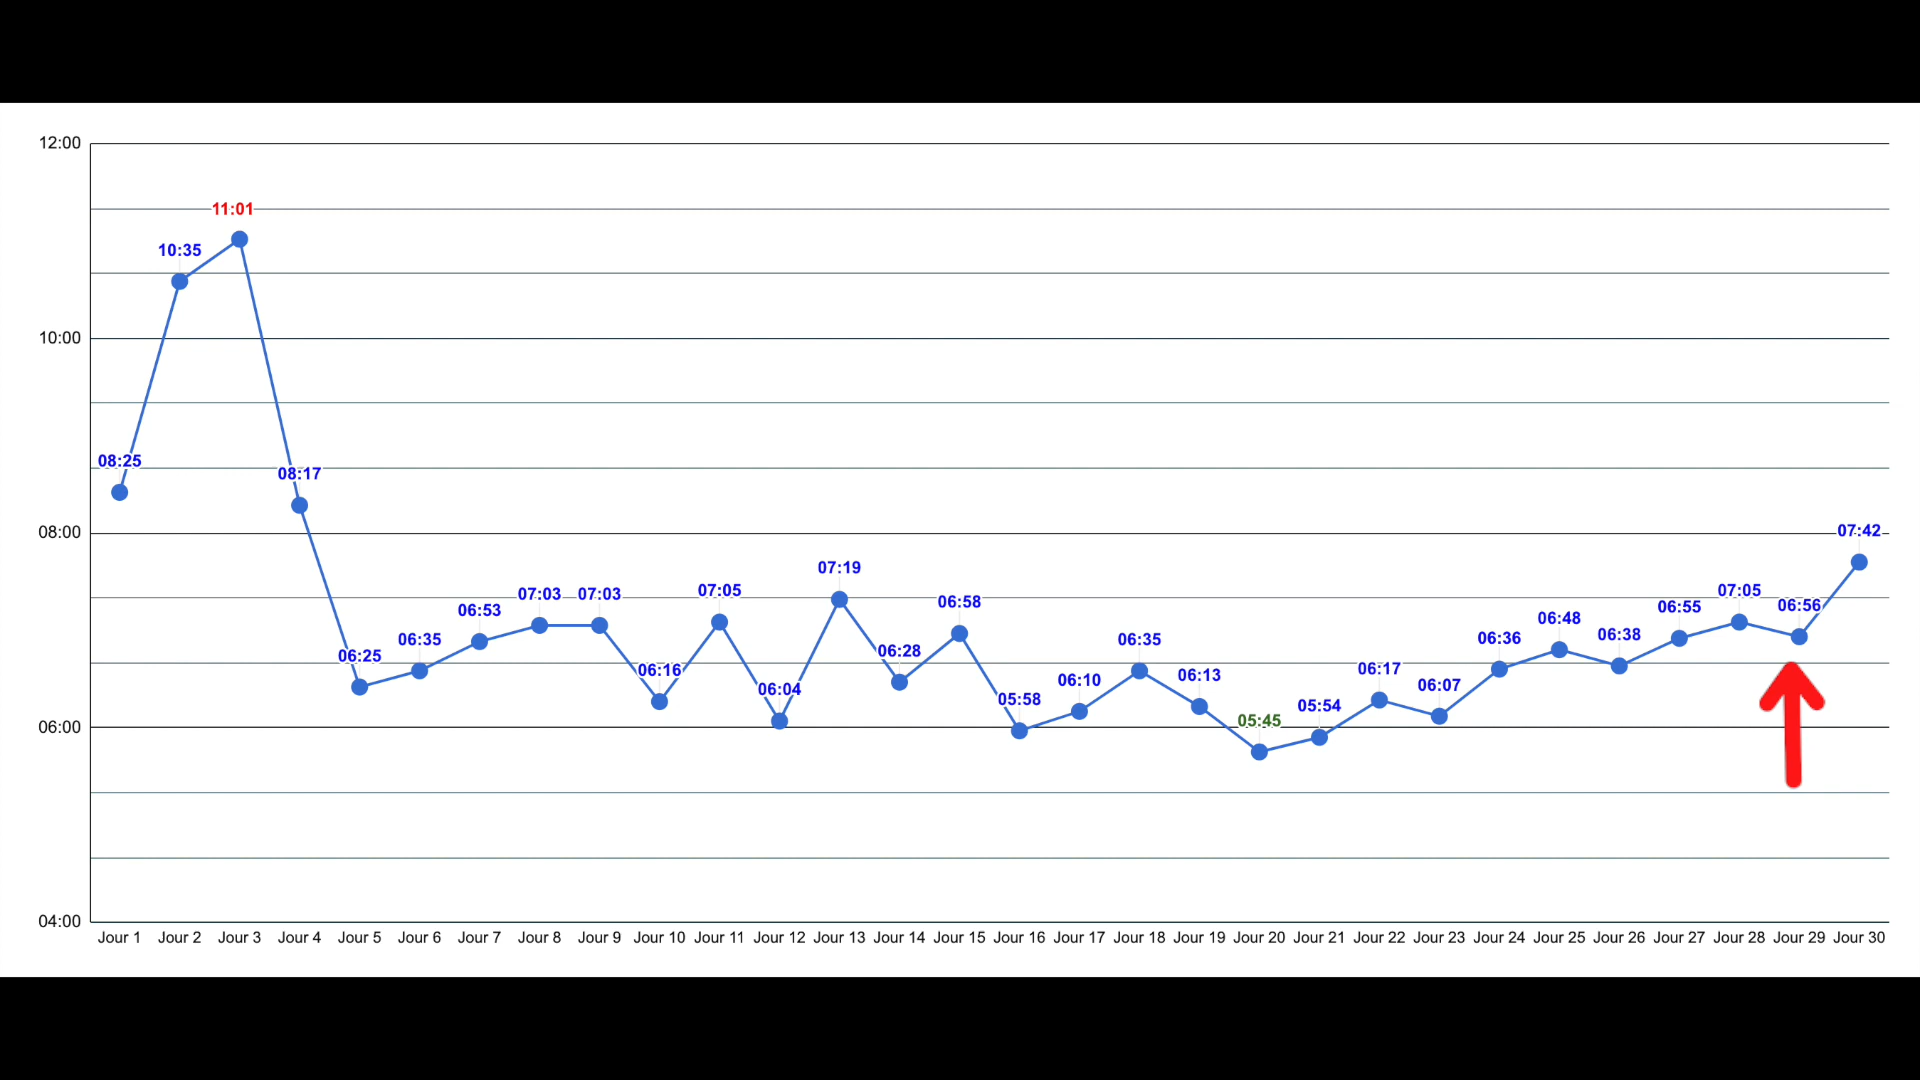 12:00
10:00
08:00
06:00
04:00
08:25
10:35
11:01
08:17
06:25
06:35
06:53
07:03
07:03
06:16
07:05
06:04
07:19
06:28
06:58
05:58
06:10
06:35
06:13
05:45
05:54
06:17
06:07
06:36
06:48
06:38
06:55
07:05
06:56
07:42
Jour 1
Jour 2
Jour 3
Jour 4
Jour 5
Jour 6
Jour 7
Jour 8
Jour 9
Jour 10
Jour 11
Jour 12
Jour 13
Jour 14
Jour 15
Jour 16
Jour 17
Jour 18
Jour 19
Jour 20
Jour 21
Jour 22
Jour 23
Jour 24
Jour 25
Jour 26
Jour 27
Jour 28
Jour 29
Jour 30